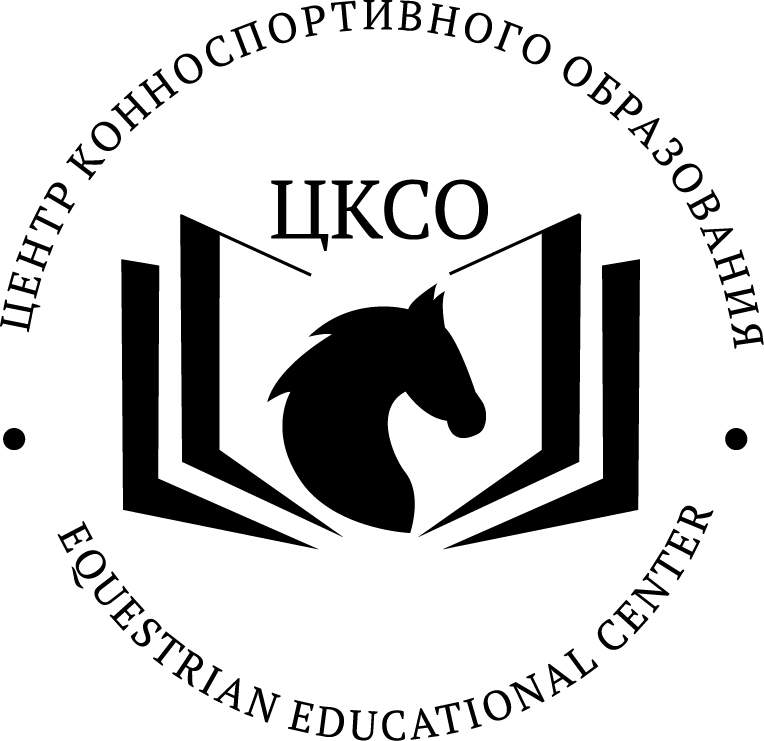 ЦЕНТР КОННОСПОРТИВНОГО ОБРАЗОВАНИЯ
ЦКСО
EQUESTRIAN EDUCATIONAL CENTER